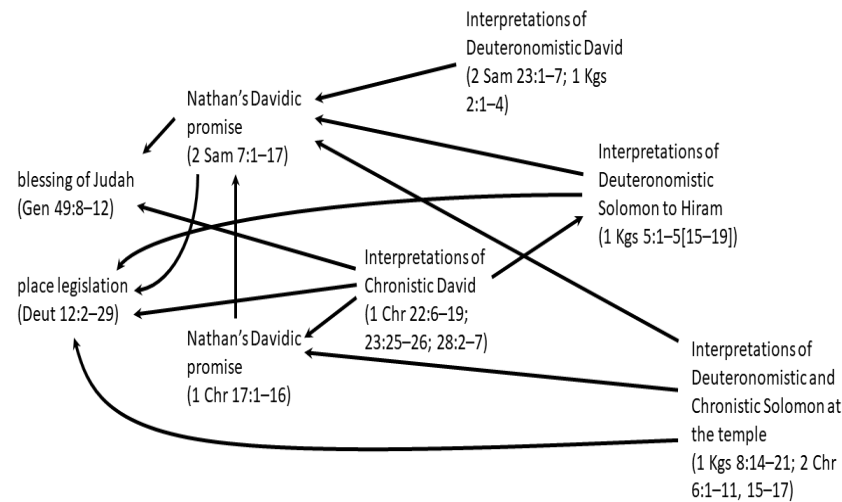 Interpretations of
Deuteronomistic David
(2 Sam 23:1–7; 1 Kgs
2:1–4)
Nathan's Davidic
promise
(2 Sam 7:1–17)
Interpretations of
Deuteronomistic
Solomon to Hiram
(1 Kgs 5:1–5[15–19])
blessing of Judah
(Gen 49:8–12)
Interpretations of
Chronistic David
(1 Chr 22:6–19;
23:25–26; 28:2–7)
place legislation
(Deut 12:2–29)
Nathan's Davidic
promise
(1 Chr 17:1–16)
Interpretations of
Deuteronomistic and
Chronistic Solomon at
the temple
(1 Kgs 8:14–21; 2 Chr
6:1–11, 15–17)